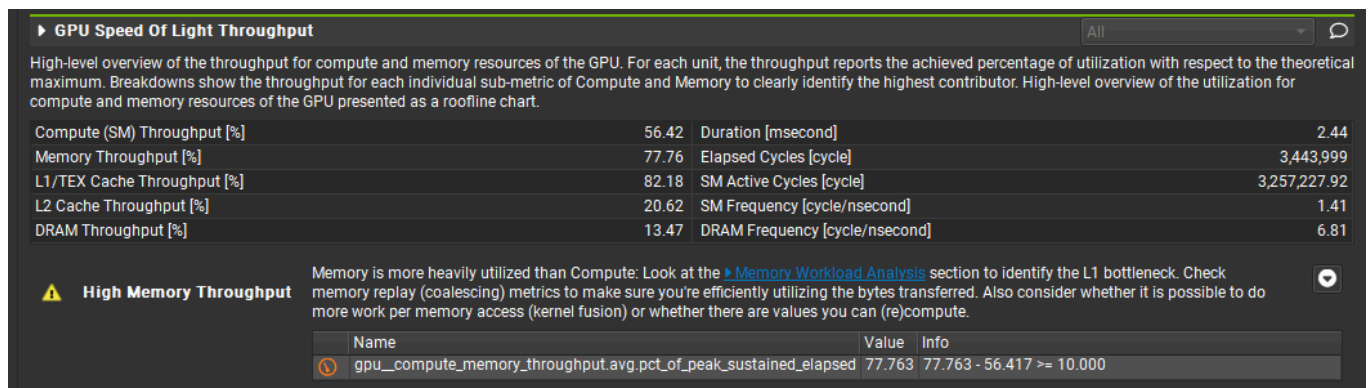 GPU Speed Of Light Throughput
All
High-level overview of the throughput for compute and memory resources of the GPU. For each unit, the throughput reports the achieved percentage of utilization with respect to the theoretical
maximum. Breakdowns show the throughput for each individual sub-metric of Compute and Memory to clearly identify the highest contributor. High-level overview of the utilization for
compute and memory resources of the GPU presented as a roofline chart.
Compute (SM) Throughput [%] 56.42 Duration [msecond] 2.44
Memory Throughput [%] 77.76 Elapsed Cycles [cycle] 3,443,999
L1/TEX Cache Throughput [%] 82.18 SM Active Cycles [cycle] 3,257,227.92
L2 Cache Throughput [%] 20.62 SM Frequency [cycle/nsecond] 1.41
DRAM Throughput [%] 13.47 DRAM Frequency [cycle/nsecond] 6.81
Memory is more heavily utilized than Compute: Look at the Memory Workload Analysis section to identify the L1 bottleneck. Check
High Memory Throughput memory replay (coalescing) metrics to make sure you're efficiently utilizing the bytes transferred. Also consider whether it is possible to do
more work per memory access (kernel fusion) or whether there are values you can (re)compute.
Name Value Info
gpu__compute_memory_throughput.avg.pct_of_peak_sustained_elapsed 77.763 77.763 - 56.417 >= 10.000